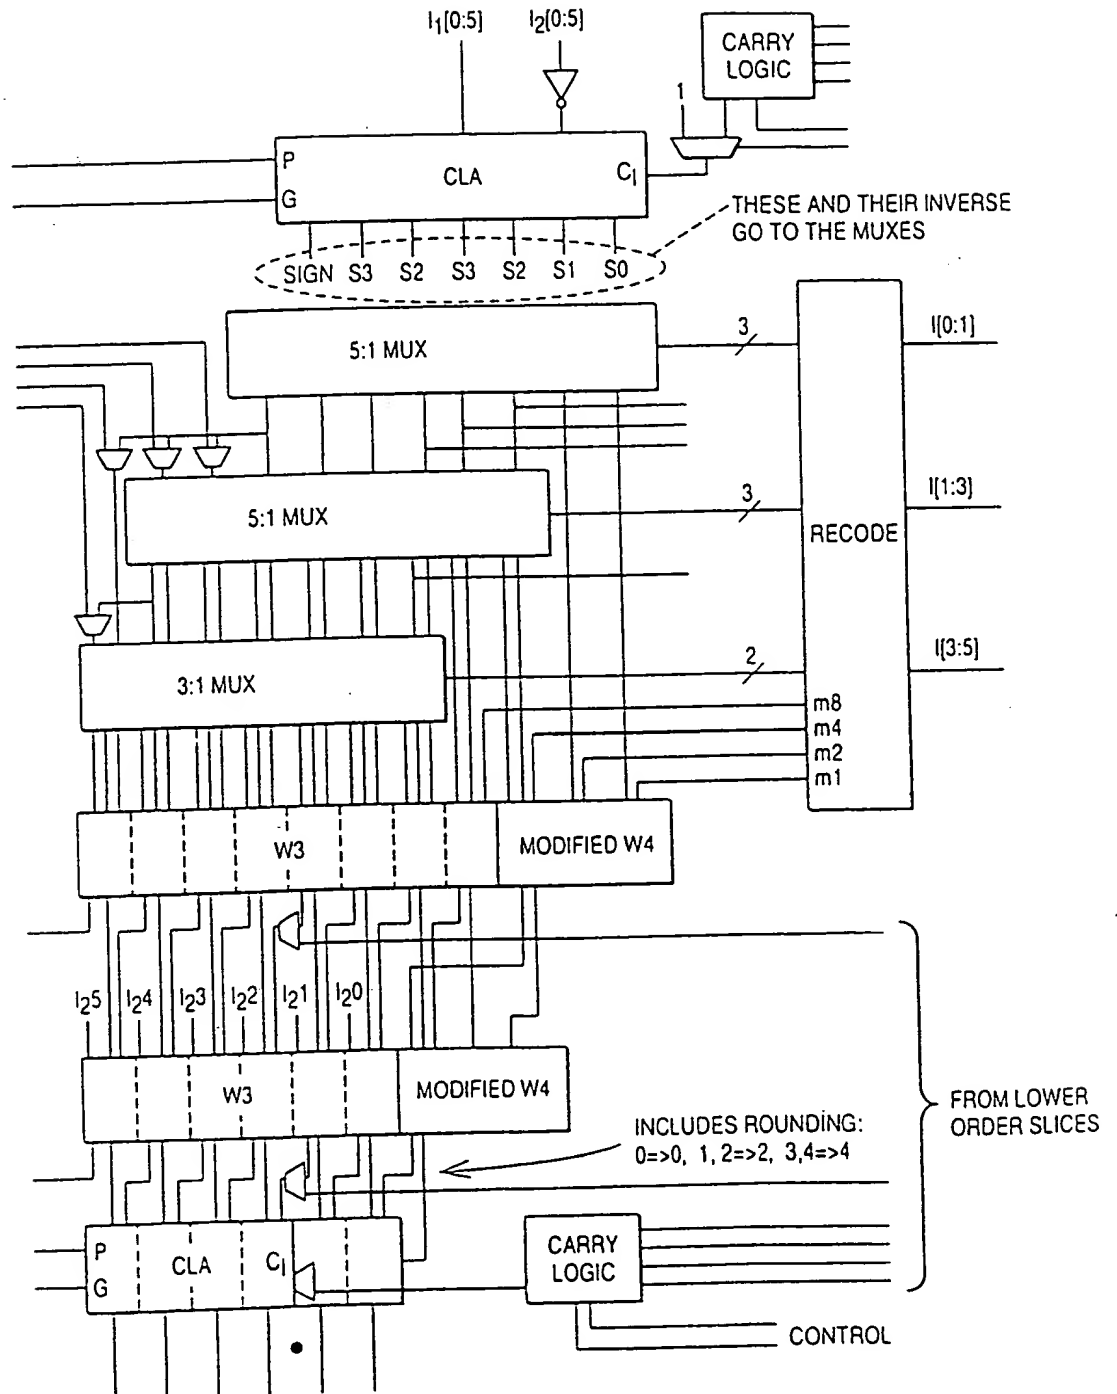 I1[0:5]
I2[0:5]
CARRY
LOGIC
1
P
CLA
CI
G
THESE AND THEIR INVERSE
GO TO THE MUXES
SIGN S3 S2 S3 S2 S1 S0
5:1 MUX
3
I[0:1]
5:1 MUX
3
I[1:3]
RECODE
3:1 MUX
2
I[3:5]
m8
m4
m2
m1
W3
MODIFIED W4
I25 I24 I23 I22 I21 I20
W3
MODIFIED W4
FROM LOWER
ORDER SLICES
INCLUDES ROUNDING:
0=>0, 1,2=>2, 3,4=>4
P
CLA
CI
G
CARRY
LOGIC
CONTROL